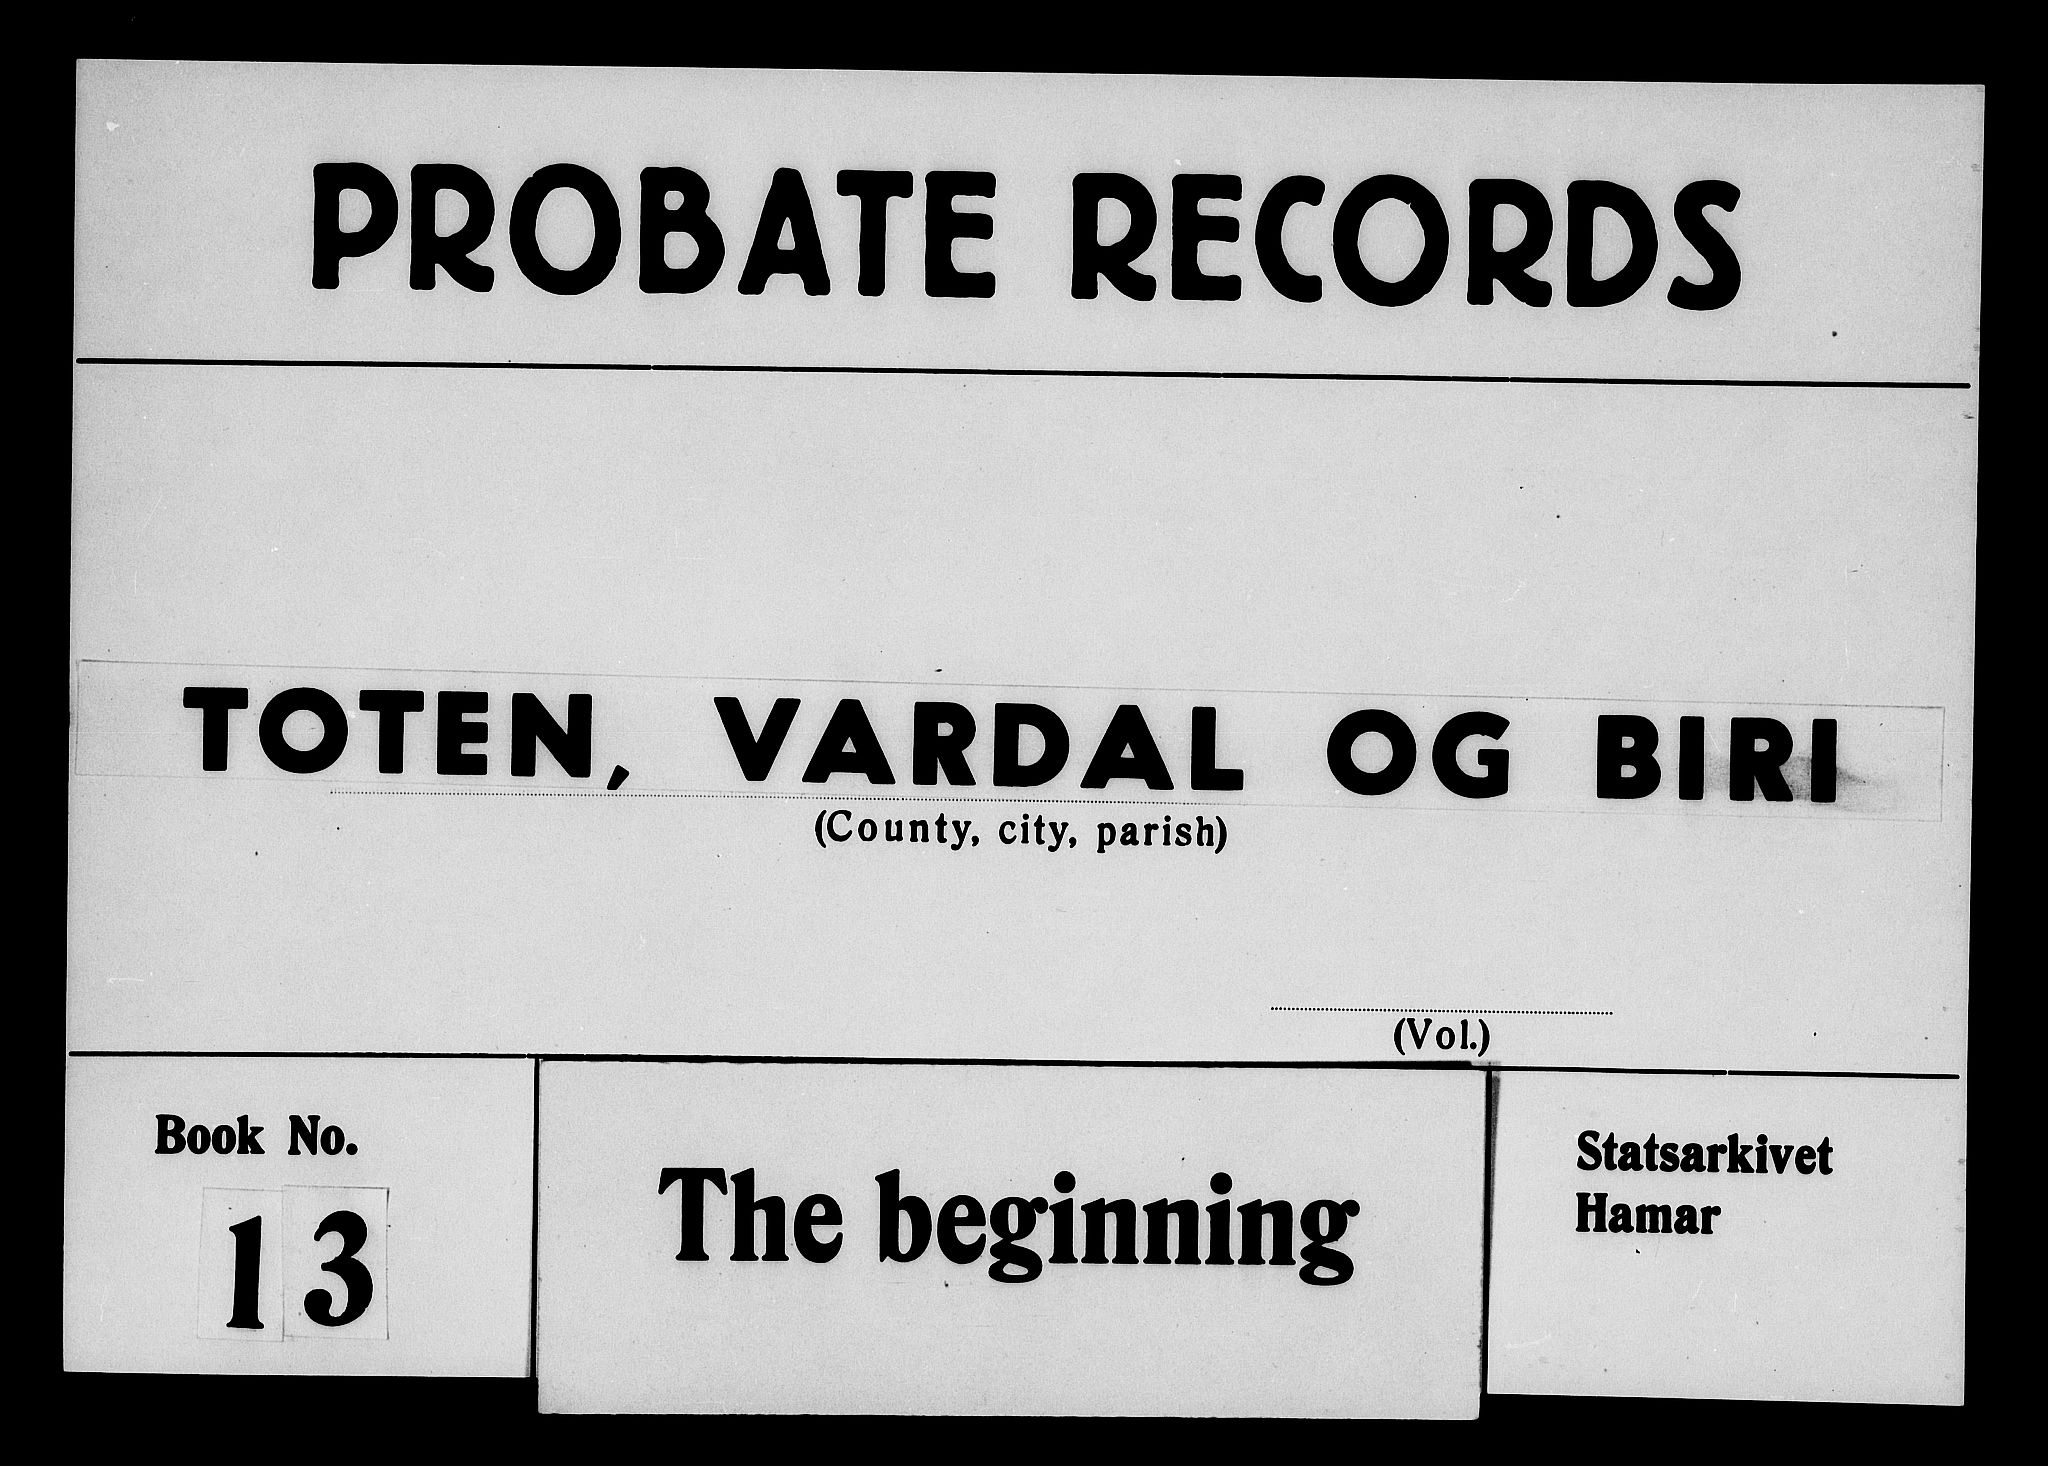 PROBATE RECORDS
TOTEN, VARDAL OG BIRI
(County, city, parish)
(Vol.)
Book No.
13
The beginning
Statsarkivet
Hamar